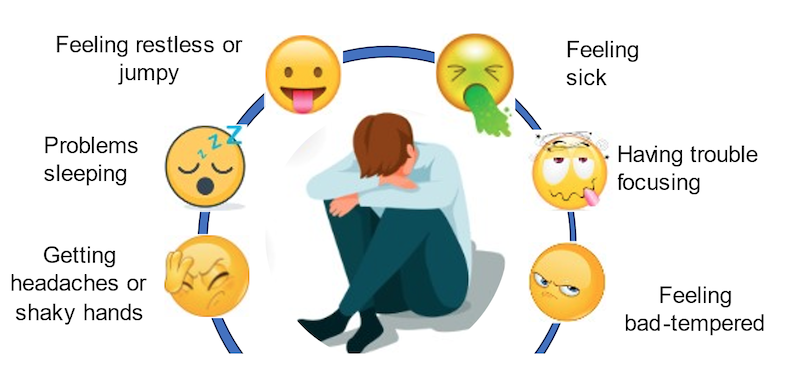 Feeling restless or
jumpy
Feeling
sick
Problems
sleeping
z z Z
Having trouble
focusing
Getting
headaches or
shaky hands
Feeling
bad-tempered